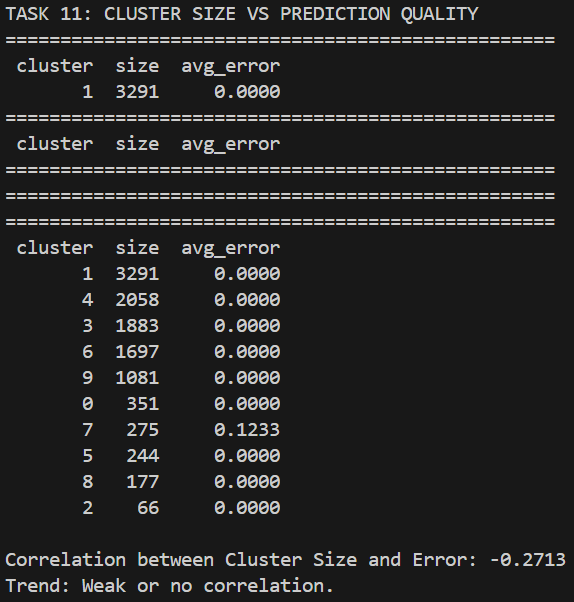 TASK 11: CLUSTER SIZE VS PREDICTION QUALITY
==================================================
cluster size avg_error
1 3291 0.0000
==================================================
cluster size avg_error
==================================================
==================================================
==================================================
cluster size avg_error
1 3291 0.0000
4 2058 0.0000
3 1883 0.0000
6 1697 0.0000
9 1081 0.0000
0 351 0.0000
7 275 0.1233
5 244 0.0000
8 177 0.0000
2 66 0.0000
Correlation between Cluster Size and Error: -0.2713
Trend: Weak or no correlation.